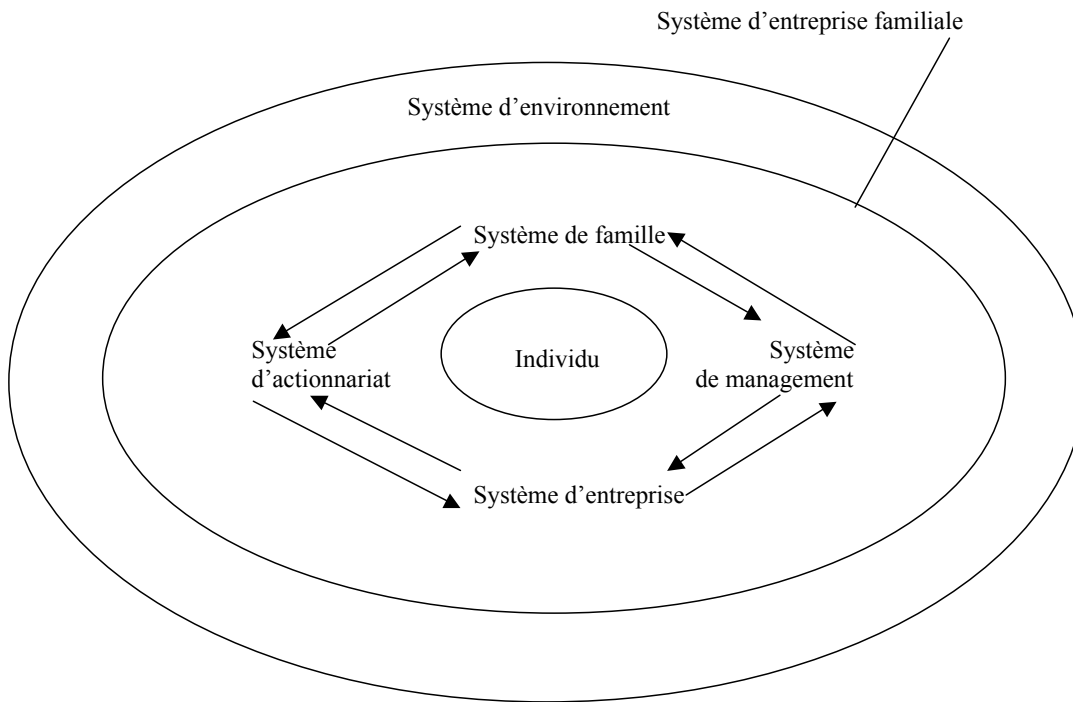 Système d’entreprise familiale
Système d’environnement
Système de famille
Système
d’actionnariat
Individu
Système
de management
Système d’entreprise